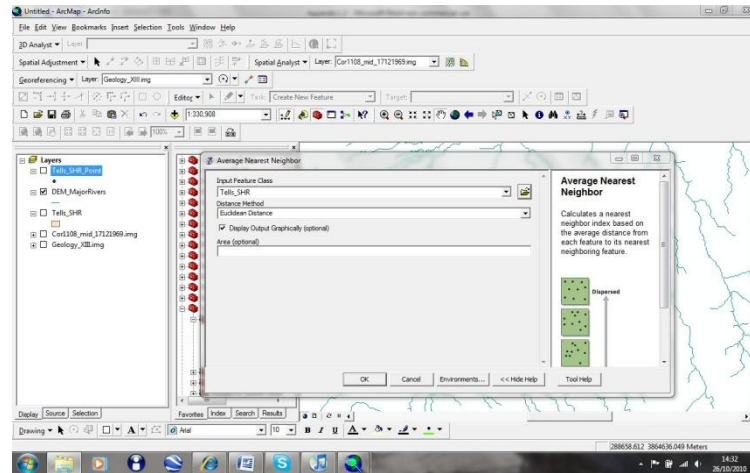 Untitled - ArcMap - ArcInfo
File Edit View Bookmarks Insert Selection Tools Window Help
3D Analyst Layer:
Spatial Adjustment Spatial Analyst Layer: Cor1108_mid_17121969.img
Georeferencing Layer: Geology_XIII.img
Editor Task: Create New Feature Target:
1:330,908
100%
Layers
Tells_SHR_Point
DEM_MajorRivers
Tells_SHR
Cor1108_mid_17121969.img
Geology_XIII.img
Average Nearest Neighbor
Input Feature Class
Tells_SHR
Distance Method
Euclidean Distance
Display Output Graphically (optional)
Area (optional)
Average Nearest Neighbor
Calculates a nearest
neighbor index based on
the average distance from
each feature to its nearest
neighboring feature.
Dispersed
OK Cancel Environments... << Hide Help Tool Help
Display Source Selection
Favorites Index Search Results
Drawing A Arial 10 B I U A
288658.612 3864636.049 Meters
14:32
26/10/2010